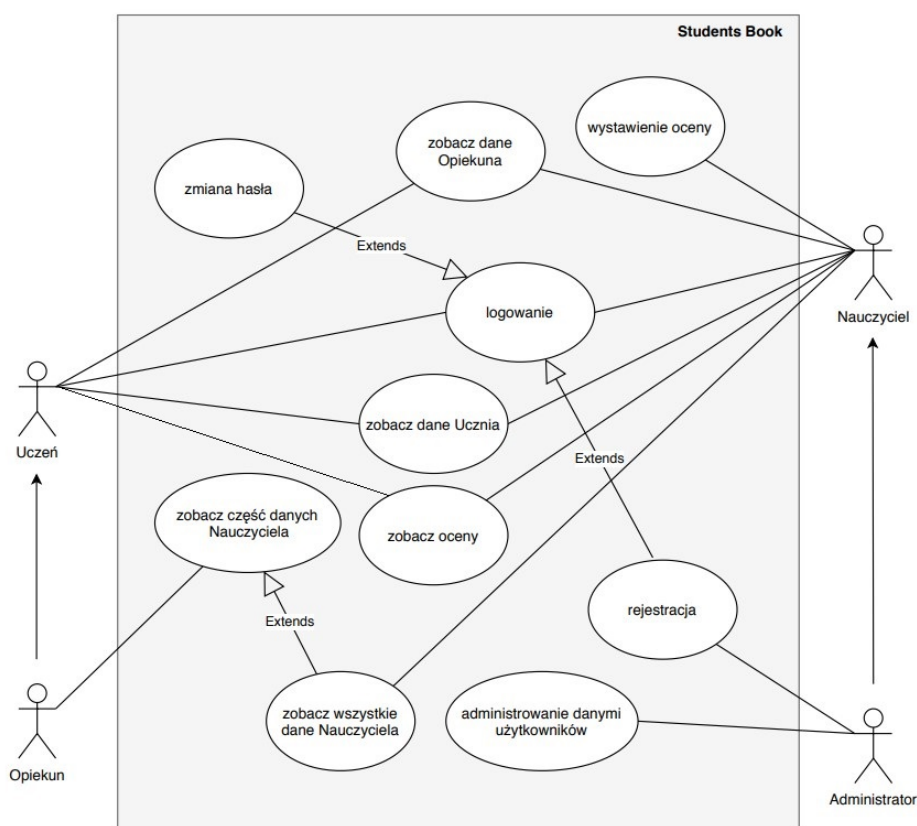 Students Book
wystawienie oceny
zobacz dane
Opiekuna
zmiana hasła
Extends
logowanie
Nauczyciel
zobacz dane Ucznia
Uczeń
Extends
zobacz część danych
Nauczyciela
zobacz oceny
rejestracja
Extends
zobacz wszystkie
dane Nauczyciela
administrowanie danymi
użytkowników
Opiekun
Administrator